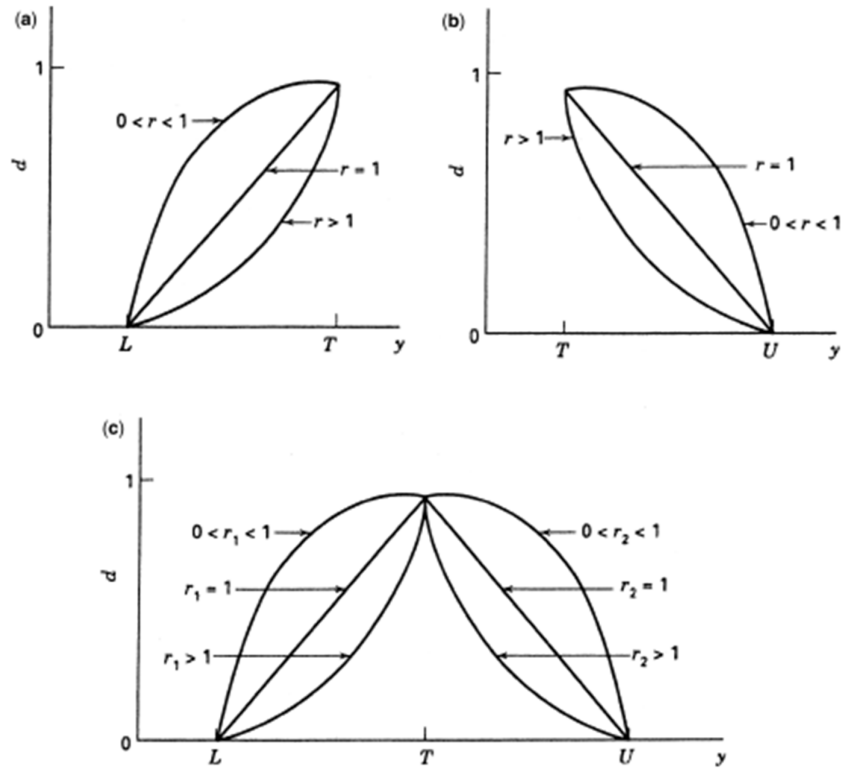 (a)
1
0 < r < 1
d
r = 1
r > 1
0
L T y
(b)
1
r > 1
d
r = 1
0 < r < 1
0
T U y
(c)
1
0 < r₁ < 1 0 < r₂ < 1
d
r₁ = 1 r₂ = 1
r₁ > 1 r₂ > 1
0
L T U y